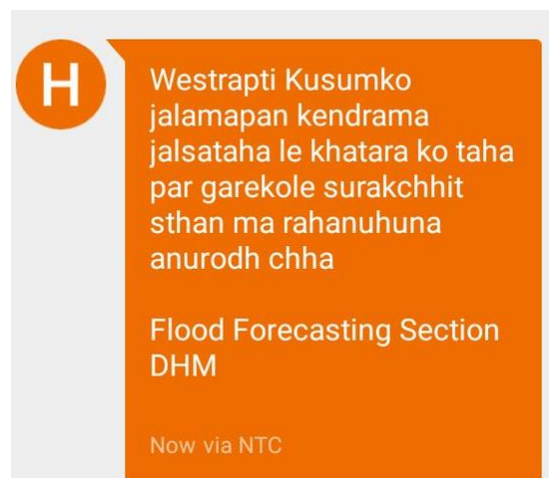 H
Westrapti Kusumko
jalamapan kendrama
jalsataha le khatara ko taha
par garekole surakchhit
sthan ma rahanuhuna
anurodh chha
Flood Forecasting Section
DHM
Now via NTC